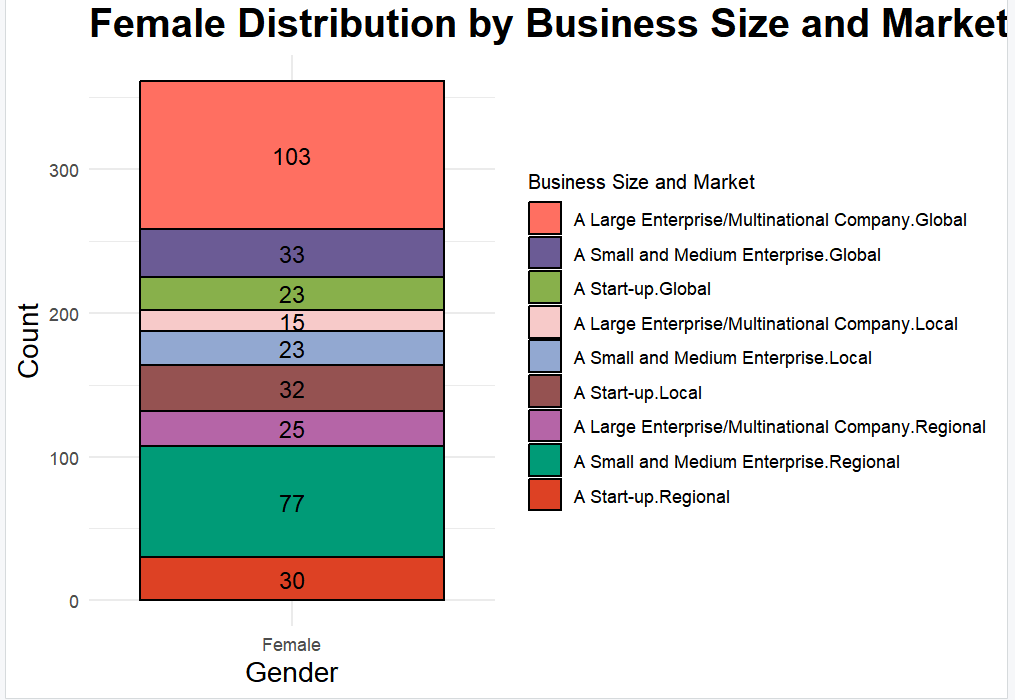 Female Distribution by Business Size and Market
Count
300
200
100
0
103
33
23
15
23
32
25
77
30
Female
Gender
Business Size and Market
A Large Enterprise/Multinational Company.Global
A Small and Medium Enterprise.Global
A Start-up.Global
A Large Enterprise/Multinational Company.Local
A Small and Medium Enterprise.Local
A Start-up.Local
A Large Enterprise/Multinational Company.Regional
A Small and Medium Enterprise.Regional
A Start-up.Regional